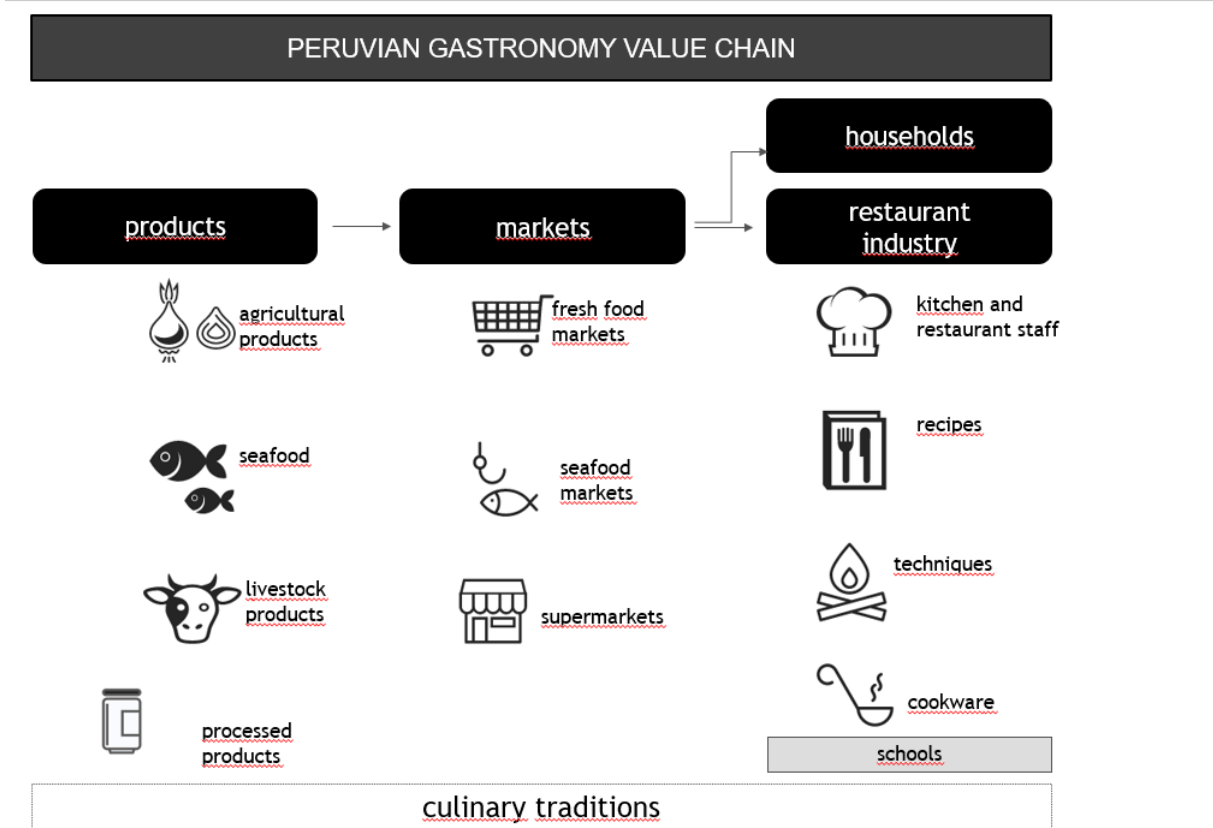 PERUVIAN GASTRONOMY VALUE CHAIN
households
products
markets
restaurant
industry
agricultural
products
fresh food
markets
kitchen and
restaurant staff
seafood
seafood
markets
recipes
livestock
products
supermarkets
techniques
processed
products
cookware
schools
culinary traditions